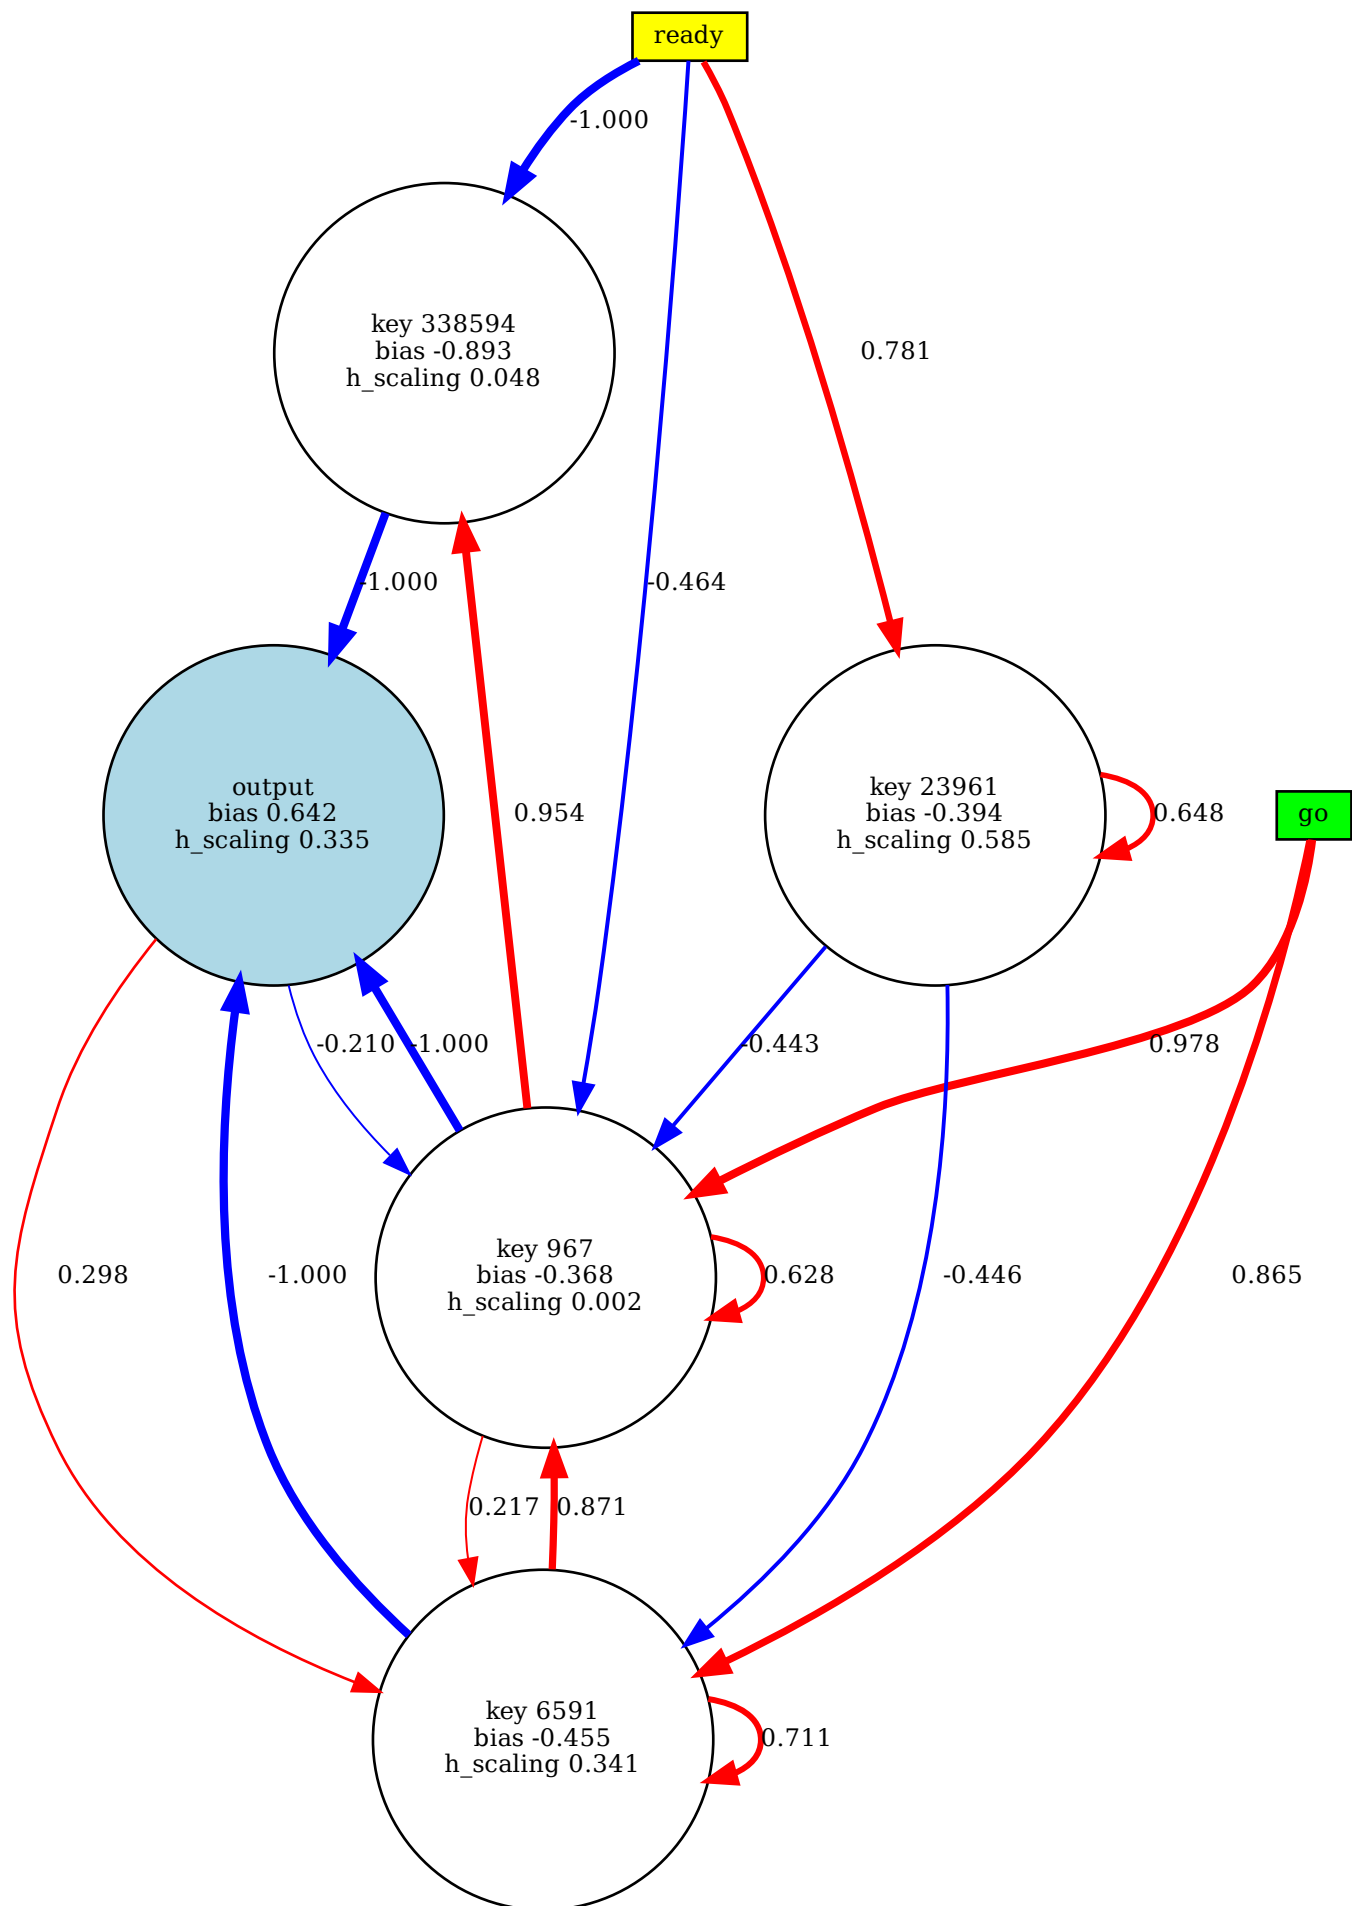 ready
-1.000
key 338594
bias -0.893
h_scaling 0.048
0.781
-1.000
-0.464
output
bias 0.642
h_scaling 0.335
0.954
key 23961
bias -0.394
h_scaling 0.585
0.648
go
-0.210
-1.000
-0.443
0.978
0.298
-1.000
key 967
bias -0.368
h_scaling 0.002
0.628
-0.446
0.865
0.217
0.871
key 6591
bias -0.455
h_scaling 0.341
0.711